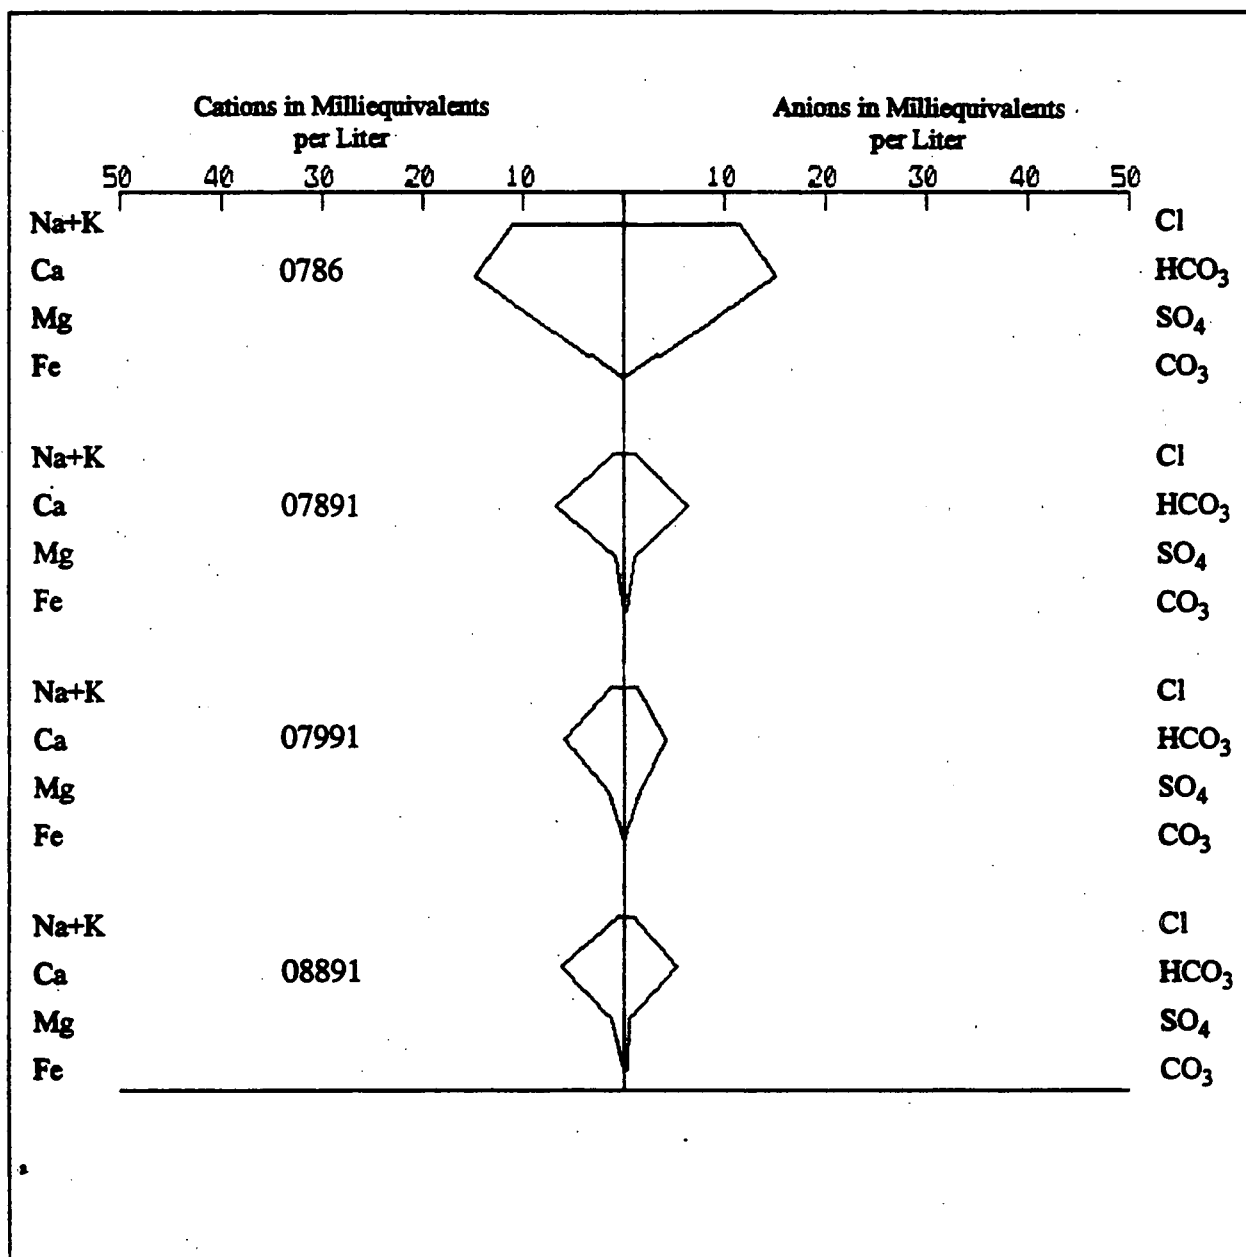 Cations in Milliequivalents
per Liter
Anions in Milliequivalents
per Liter
50 40 30 20 10 10 20 30 40 50
Na+K Cl
Ca 0786 HCO3
Mg SO4
Fe CO3
Na+K Cl
Ca 07891 HCO3
Mg SO4
Fe CO3
Na+K Cl
Ca 07991 HCO3
Mg SO4
Fe CO3
Na+K Cl
Ca 08891 HCO3
Mg SO4
Fe CO3